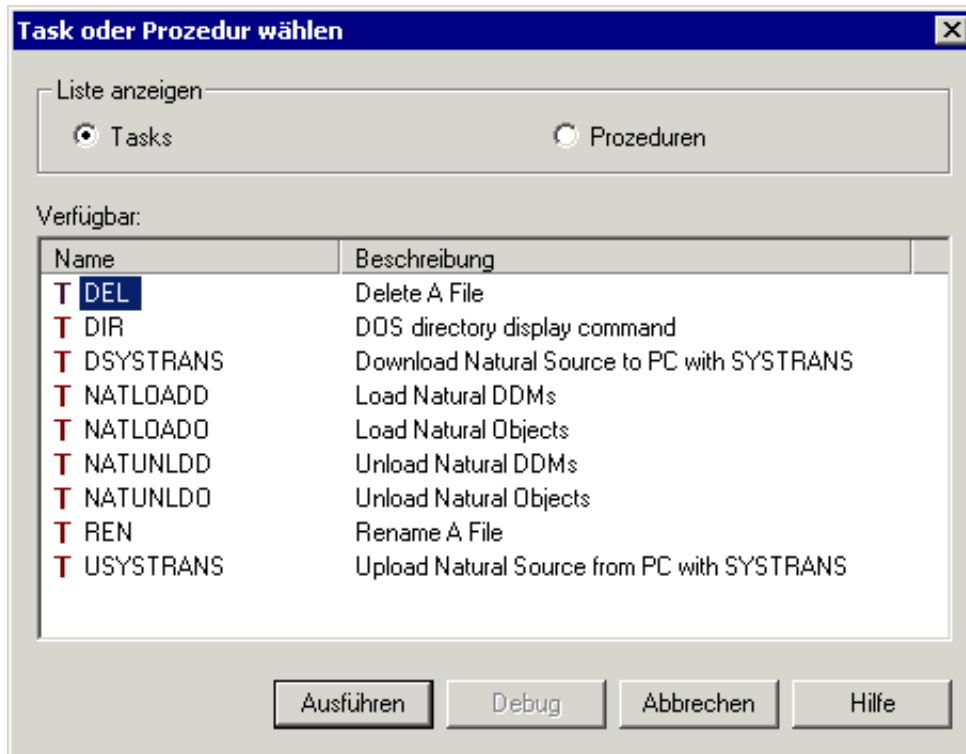 Task oder Prozedur wählen
Liste anzeigen
Tasks Prozeduren
Verfügbar:
Name Beschreibung
T DEL Delete A File
T DIR DOS directory display command
T DSYSTRANS Download Natural Source to PC with SYSTRANS
T NATLOADD Load Natural DDMs
T NATLOADO Load Natural Objects
T NATUNLDD Unload Natural DDMs
T NATUNLDO Unload Natural Objects
T REN Rename A File
T USYSTRANS Upload Natural Source from PC with SYSTRANS
Ausführen Debug Abbrechen Hilfe